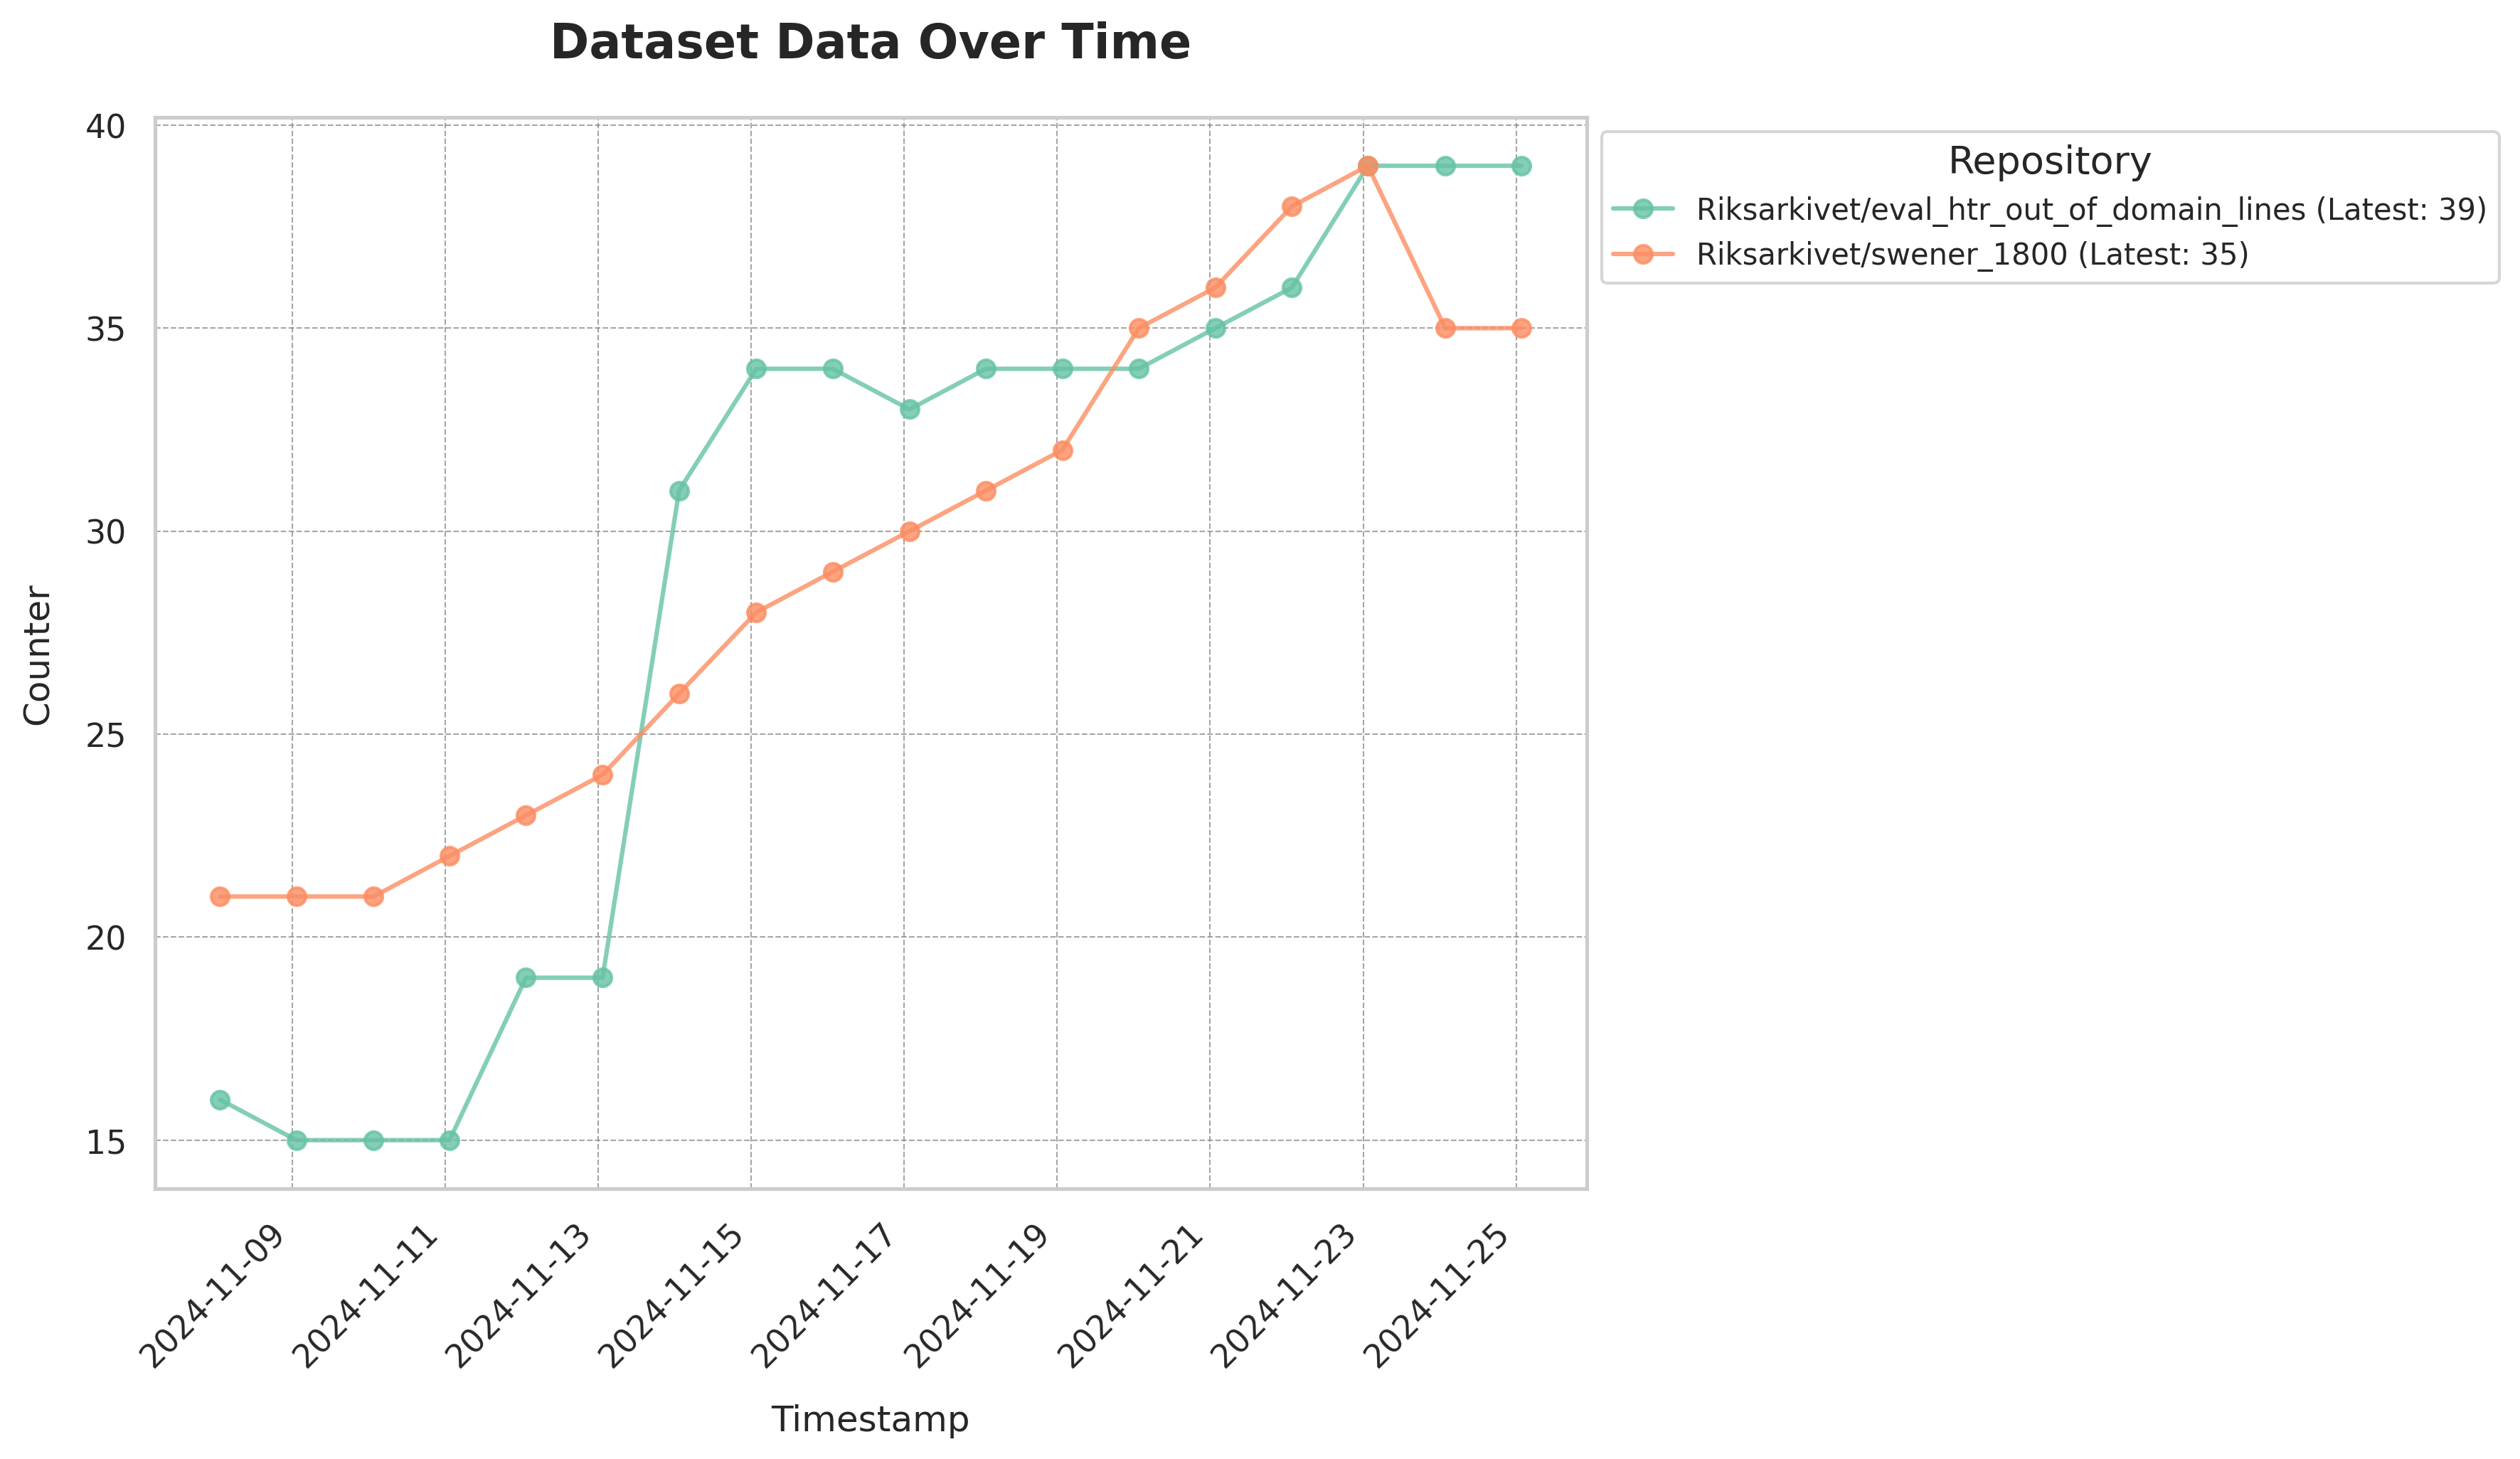 Dataset Data Over Time
40
35
30
25
20
15
Counter
2024-11-09
2024-11-11
2024-11-13
2024-11-15
2024-11-17
2024-11-19
2024-11-21
2024-11-23
2024-11-25
Timestamp
Repository
Riksarkivet/eval_htr_out_of_domain_lines (Latest: 39)
Riksarkivet/swener_1800 (Latest: 35)